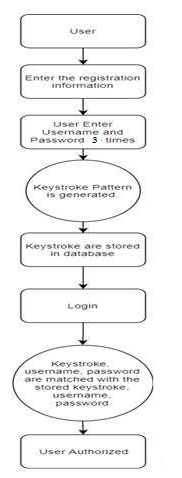 User
Enter the registration
information
User Enter
Username and
Password 3 times
Keystroke Pattern
is generated.
Keystroke are stored
in database
Login
Keystroke,
username, password
are matched with the
stored keystroke,
username,
password
User Authorized